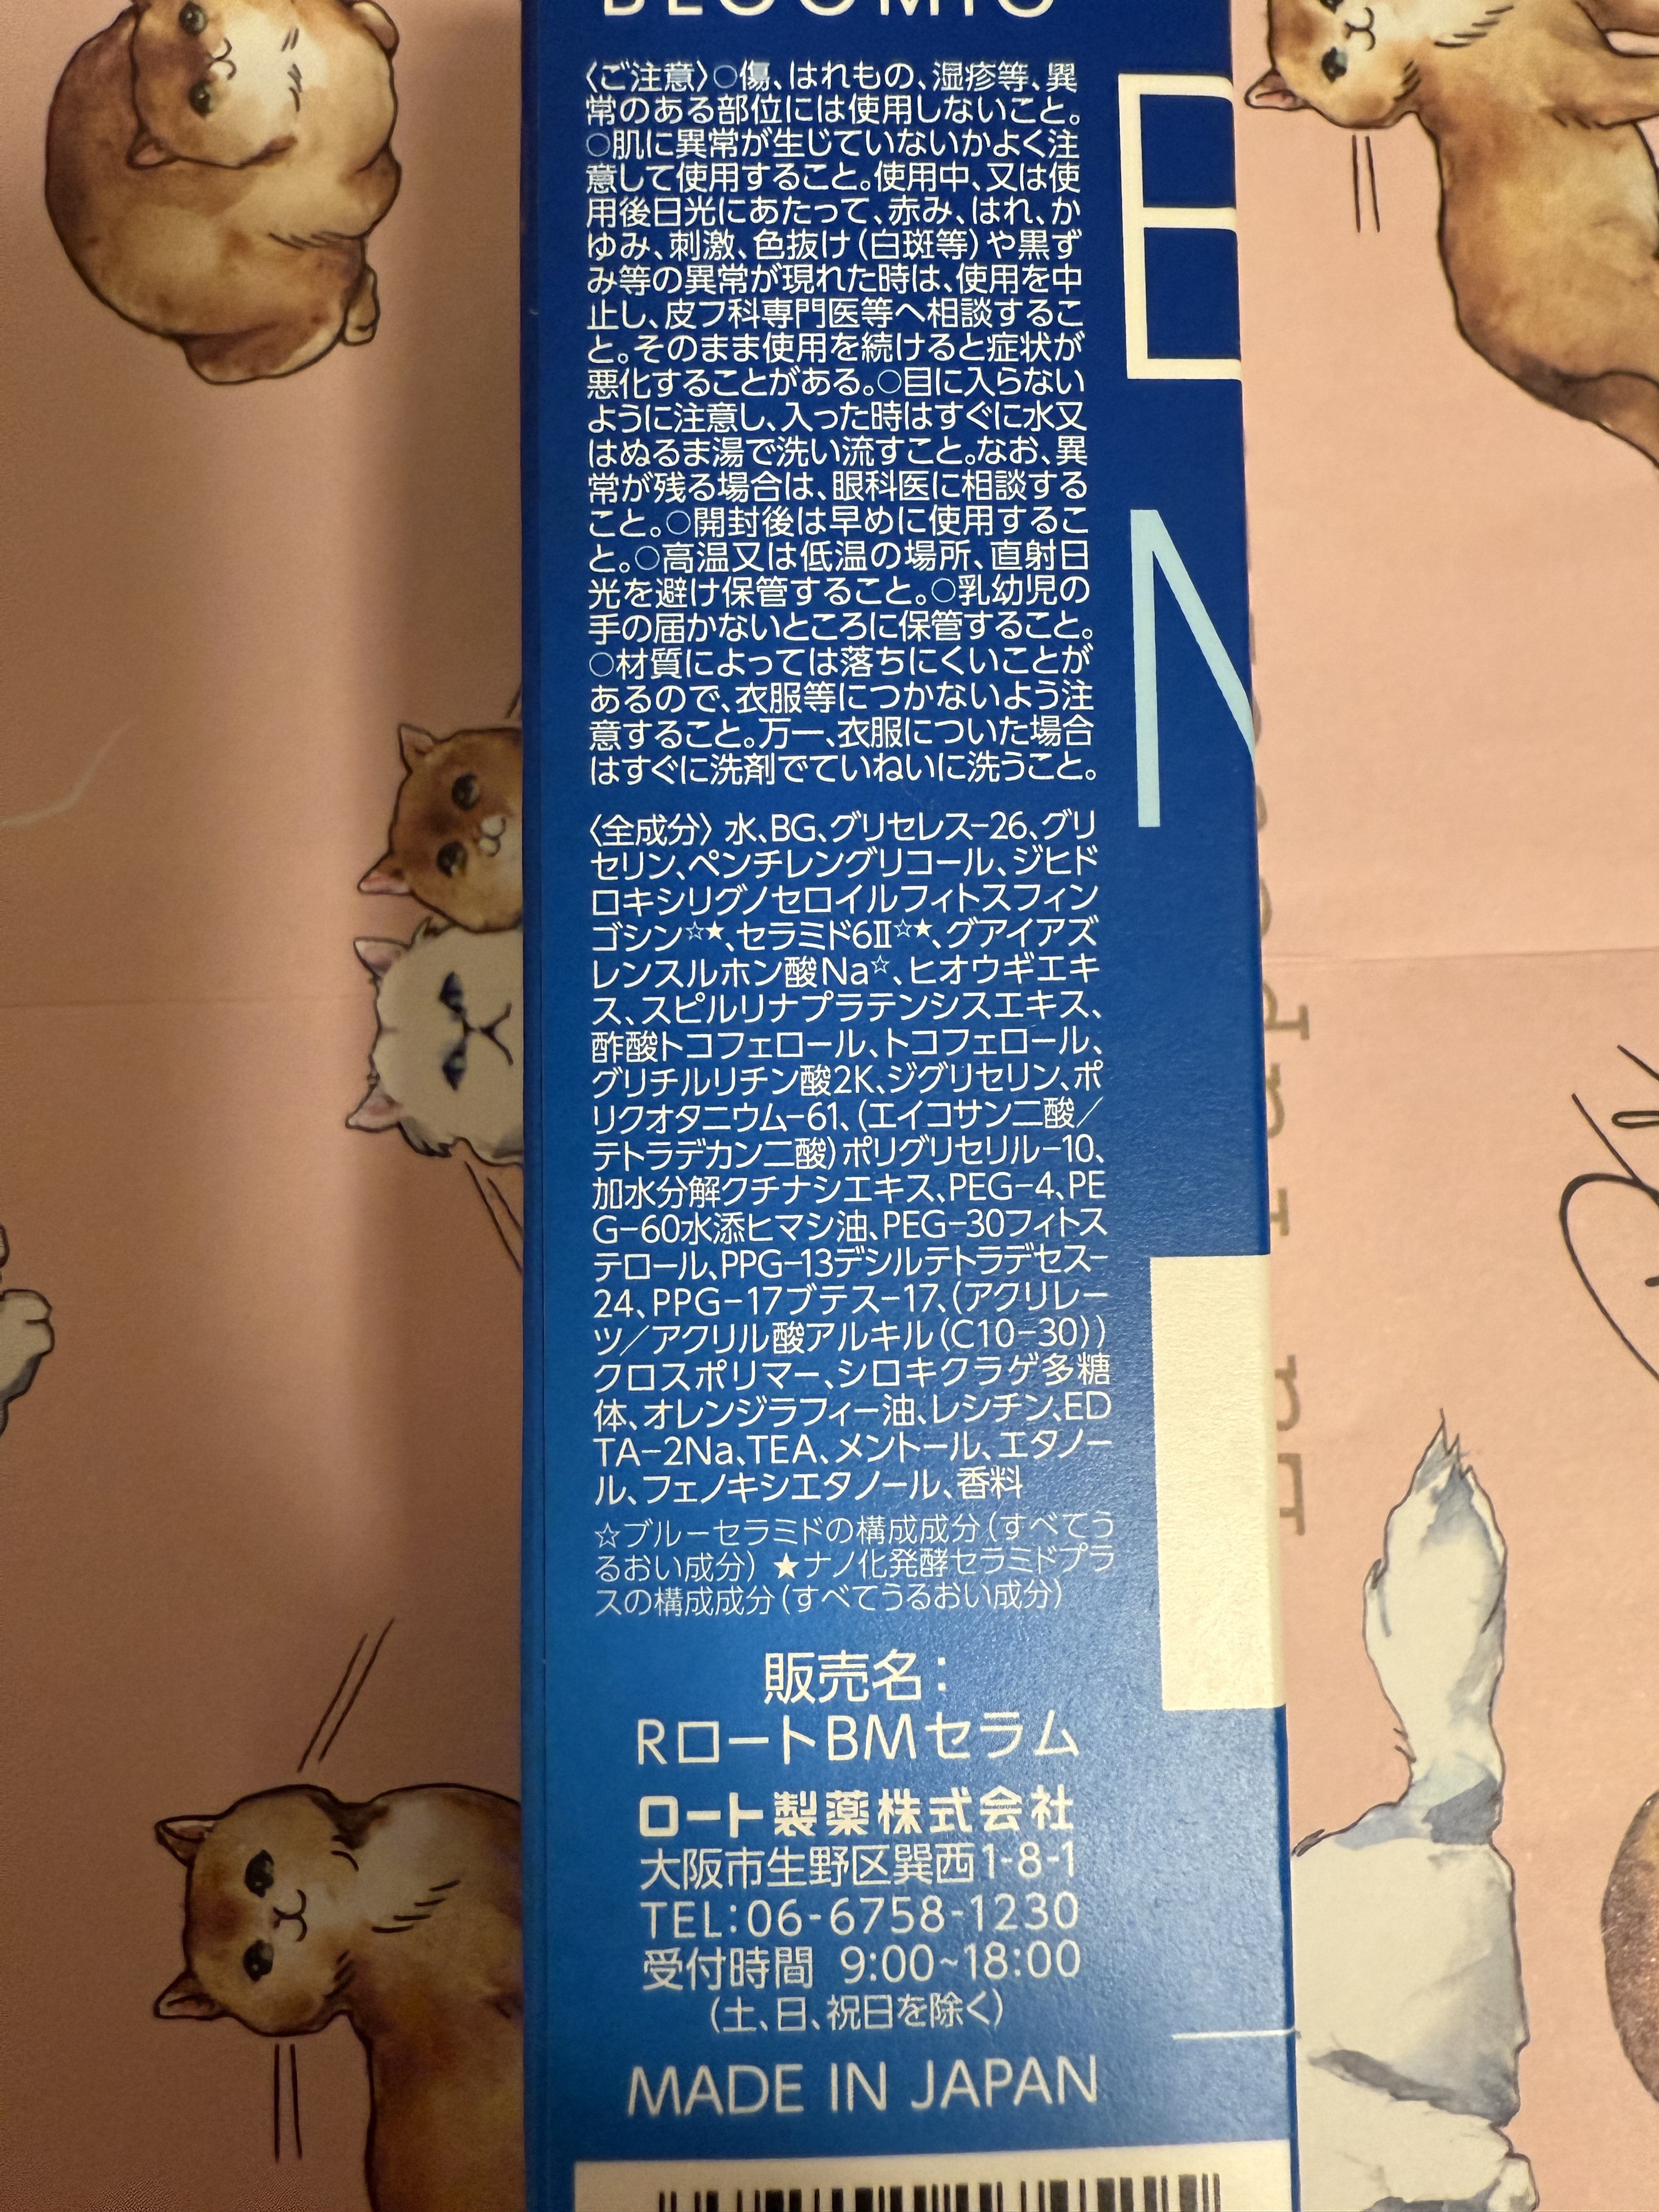 BLOOMIO
〈ご注意〉○傷、はれもの、湿疹等、異
常のある部位には使用しないこと。
○肌に異常が生じていないかよく注
意して使用すること。使用中、又は使
用後日光にあたって、赤み、はれ、か
ゆみ、刺激、色抜け(白斑等)や黒ず
み等の異常が現れた時は、使用を中
止し、皮フ科専門医等へ相談するこ
と。そのまま使用を続けると症状が
悪化することがある。○目に入らない
ように注意し、入った時はすぐに水又
はぬるま湯で洗い流すこと。なお、異
常が残る場合は、眼科医に相談する
こと。○開封後は早めに使用するこ
と。○高温又は低温の場所、直射日
光を避け保管すること。○乳幼児の
手の届かないところに保管すること。
○材質によっては落ちにくいことが
あるので、衣服等につかないよう注
意すること。万一、衣服についた場合
はすぐに洗剤でていねいに洗うこと。
〈全成分〉水、BG、グリセレス-26、グリ
セリン、ペンチレングリコール、ジヒド
ロキシリグノセロイルフィトスフィン
ゴシン☆★、セラミド6Ⅱ☆★、グアイアズ
レンスルホン酸Na☆、ヒオウギエキ
ス、スピルリナプラテンシスエキス、
酢酸トコフェロール、トコフェロール、
グリチルリチン酸2K、ジグリセリン、ポ
リクオタニウム-61、(エイコサン二酸/
テトラデカン二酸)ポリグリセリル-10、
加水分解クチナシエキス、PEG-4、PE
G-60水添ヒマシ油、PEG-30フィトス
テロール、PPG-13デシルテトラデセス-
24、PPG-17ブテス-17、(アクリレー
ツ/アクリル酸アルキル(C10-30))
クロスポリマー、シロキクラゲ多糖
体、オレンジラフィー油、レシチン、ED
TA-2Na、TEA、メントール、エタノー
ル、フェノキシエタノール、香料
☆ブルーセラミドの構成成分(すべてう
るおい成分) ★ナノ化発酵セラミドプラ
スの構成成分(すべてうるおい成分)
販売名:
RロートBMセラム
ロート製薬株式会社
大阪市生野区巽西1-8-1
TEL:06-6758-1230
受付時間 9:00~18:00
(土、日、祝日を除く)
MADE IN JAPAN
E
N